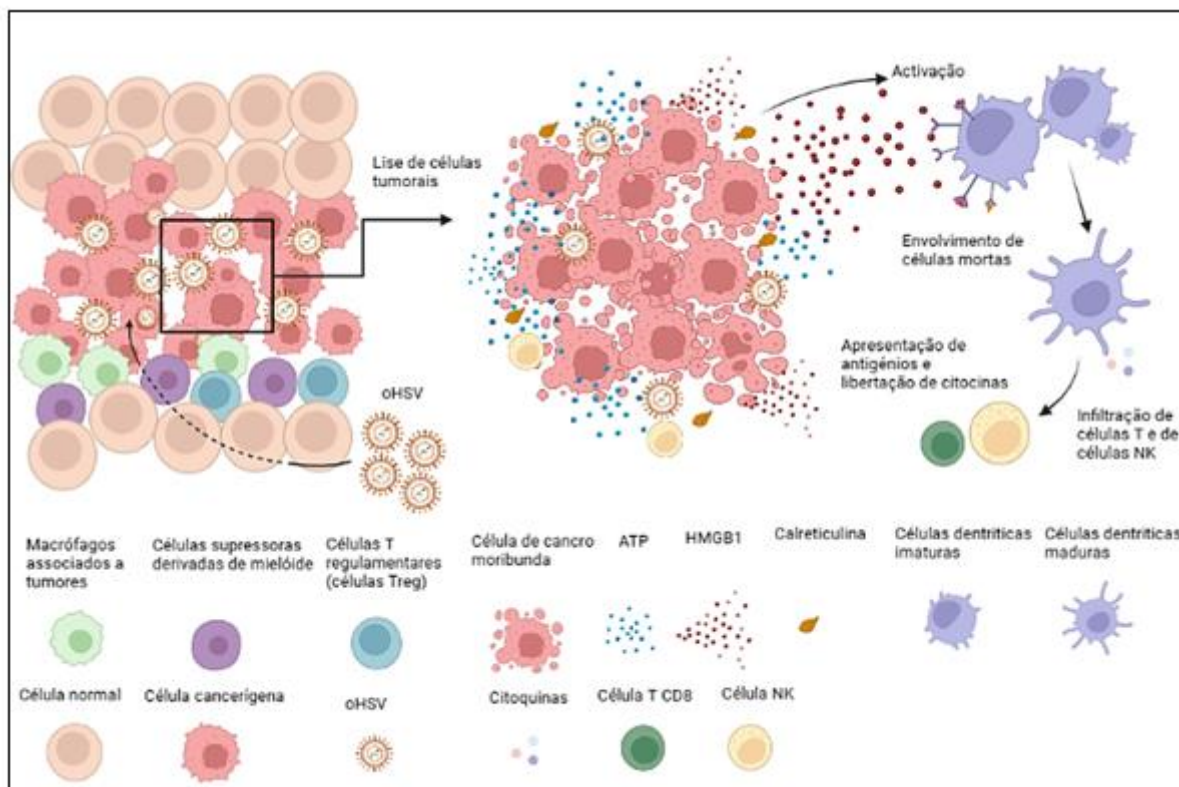 Activação
Lise de células
tumorais
Envolvimento de
células mortas
Apresentação de
antigénios e
libertação de citocinas
oHSV
Infiltração de
células T e de
células NK
Macrófagos
associados a
tumores
Células supressoras
derivadas de mielóide
Células T
regulamentares
(células Treg)
Célula de cancro
moribunda
ATP
HMGB1
Calreticulina
Células dentríticas
imaturas
Células dentríticas
maduras
Célula normal
Célula cancerígena
oHSV
Citoquinas
Célula T CD8
Célula NK